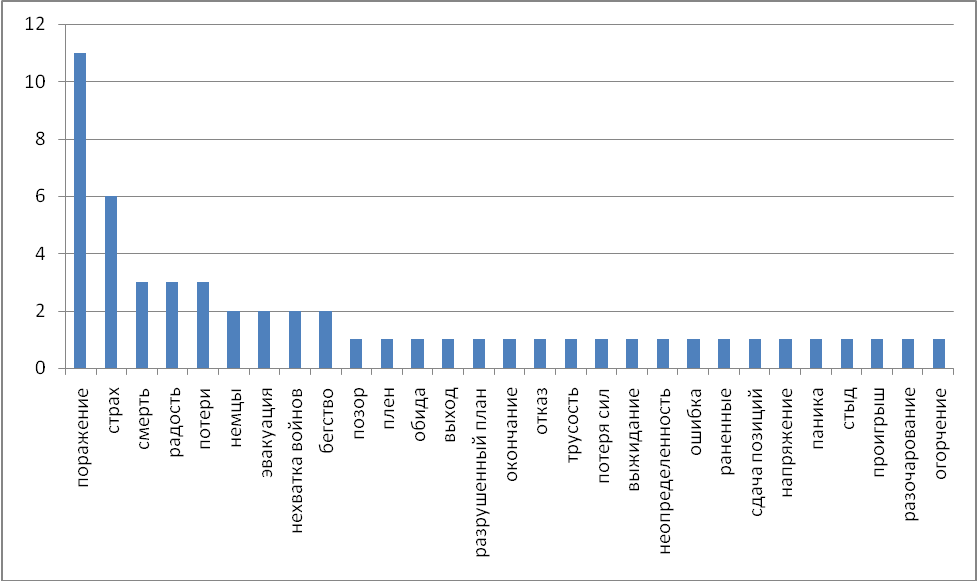 12
10
8
6
4
2
0
поражение
страх
смерть
радость
потери
немцы
эвакуация
нехватка войнов
бегство
позор
плен
обида
выход
разрушенный план
окончание
отказ
трусость
потеря сил
выжидание
неопределенность
ошибка
раненные
сдача позиций
напряжение
паника
стыд
проигрыш
разочарование
огорчение